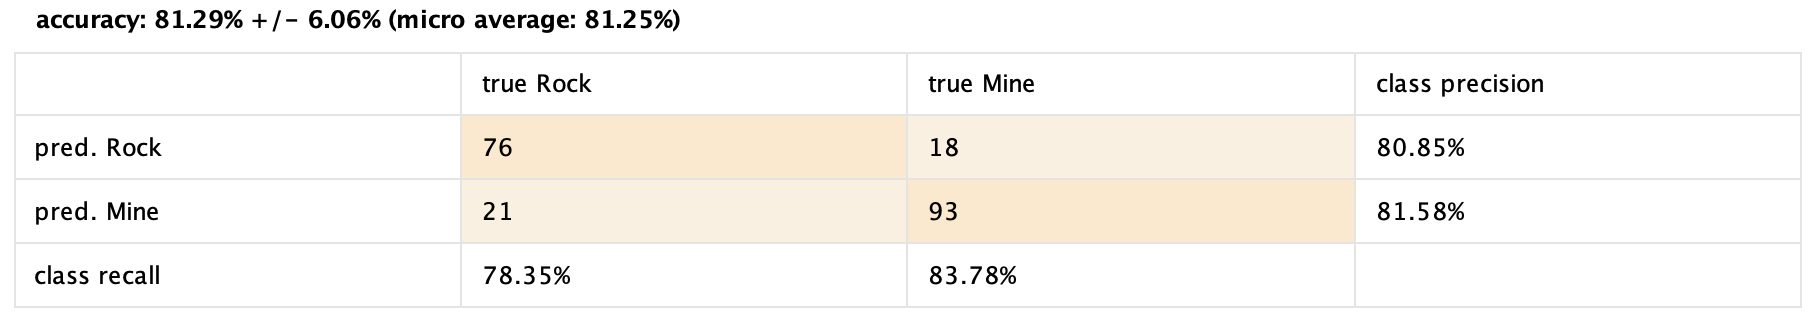 accuracy: 81.29% +/- 6.06% (micro average: 81.25%)
true Rock true Mine class precision
pred. Rock 76 18 80.85%
pred. Mine 21 93 81.58%
class recall 78.35% 83.78%